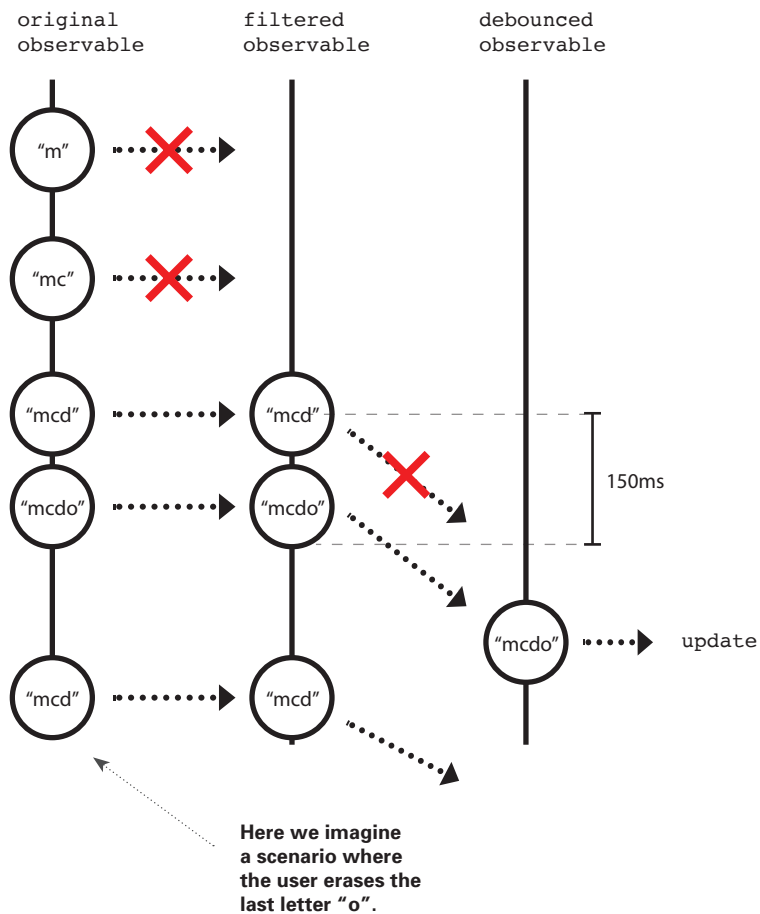 original
observable
filtered
observable
debounced
observable
“m”
“mc”
“mcd”
“mcd”
“mcdo”
“mcdo”
150ms
“mcdo”
update
“mcd”
“mcd”
Here we imagine
a scenario where
the user erases the
last letter “o”.